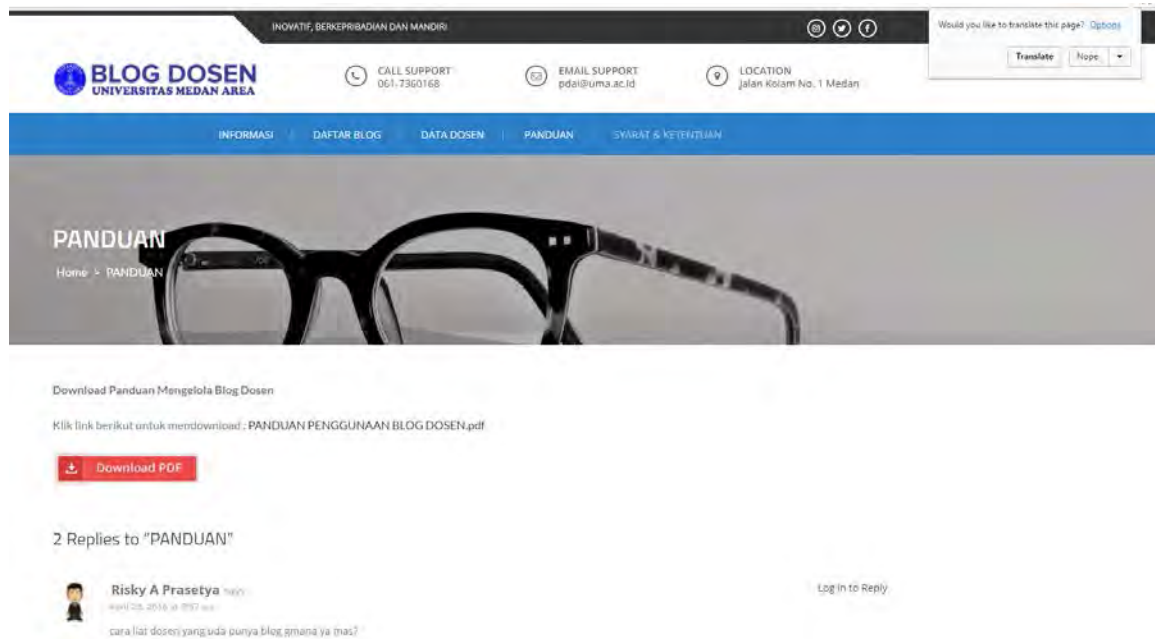 INOVATIF, BERKEPRIBADIAN DAN MANDIRI
Would you like to translate this page? Options
Translate Nope
BLOG DOSEN
UNIVERSITAS MEDAN AREA
CALL SUPPORT
061-7360168
EMAIL SUPPORT
pdai@uma.ac.id
LOCATION
Jalan Kolam No. 1 Medan
INFORMASI DAFTAR BLOG DATA DOSEN PANDUAN SYARAT & KETENTUAN
PANDUAN
Home > PANDUAN
Download Panduan Mengelola Blog Dosen
Klik link berikut untuk mendownload : PANDUAN PENGGUNAAN BLOG DOSEN.pdf
Download PDF
2 Replies to "PANDUAN"
Risky A Prasetya says
Log in to Reply
cara liat dosen yang uda punya blog gmana ya mas?